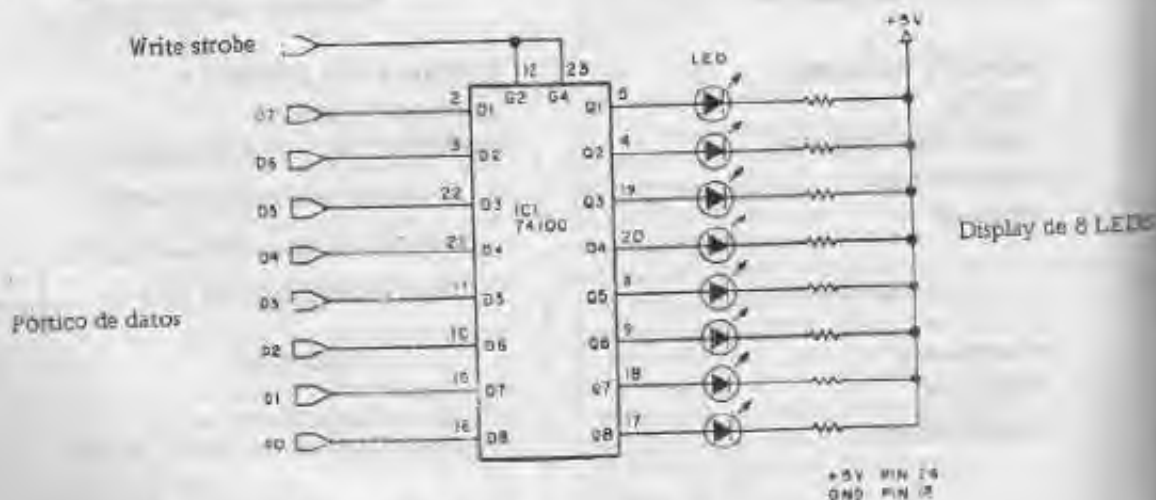 +5V
Write strobe
LED
12 23
G2 G4
D7 2 D1 Q1 5
D6 3 D2 Q2 4
D5 22 D3 Q3 19
IC1
74100
D4 21 D4 Q4 20
Display de 8 LEDS
D3 11 D5 Q5 8
Pórtico de datos
D2 10 D6 Q6 9
D1 15 D7 Q7 18
D0 16 D8 Q8 17
+5V PIN 24
GND PIN